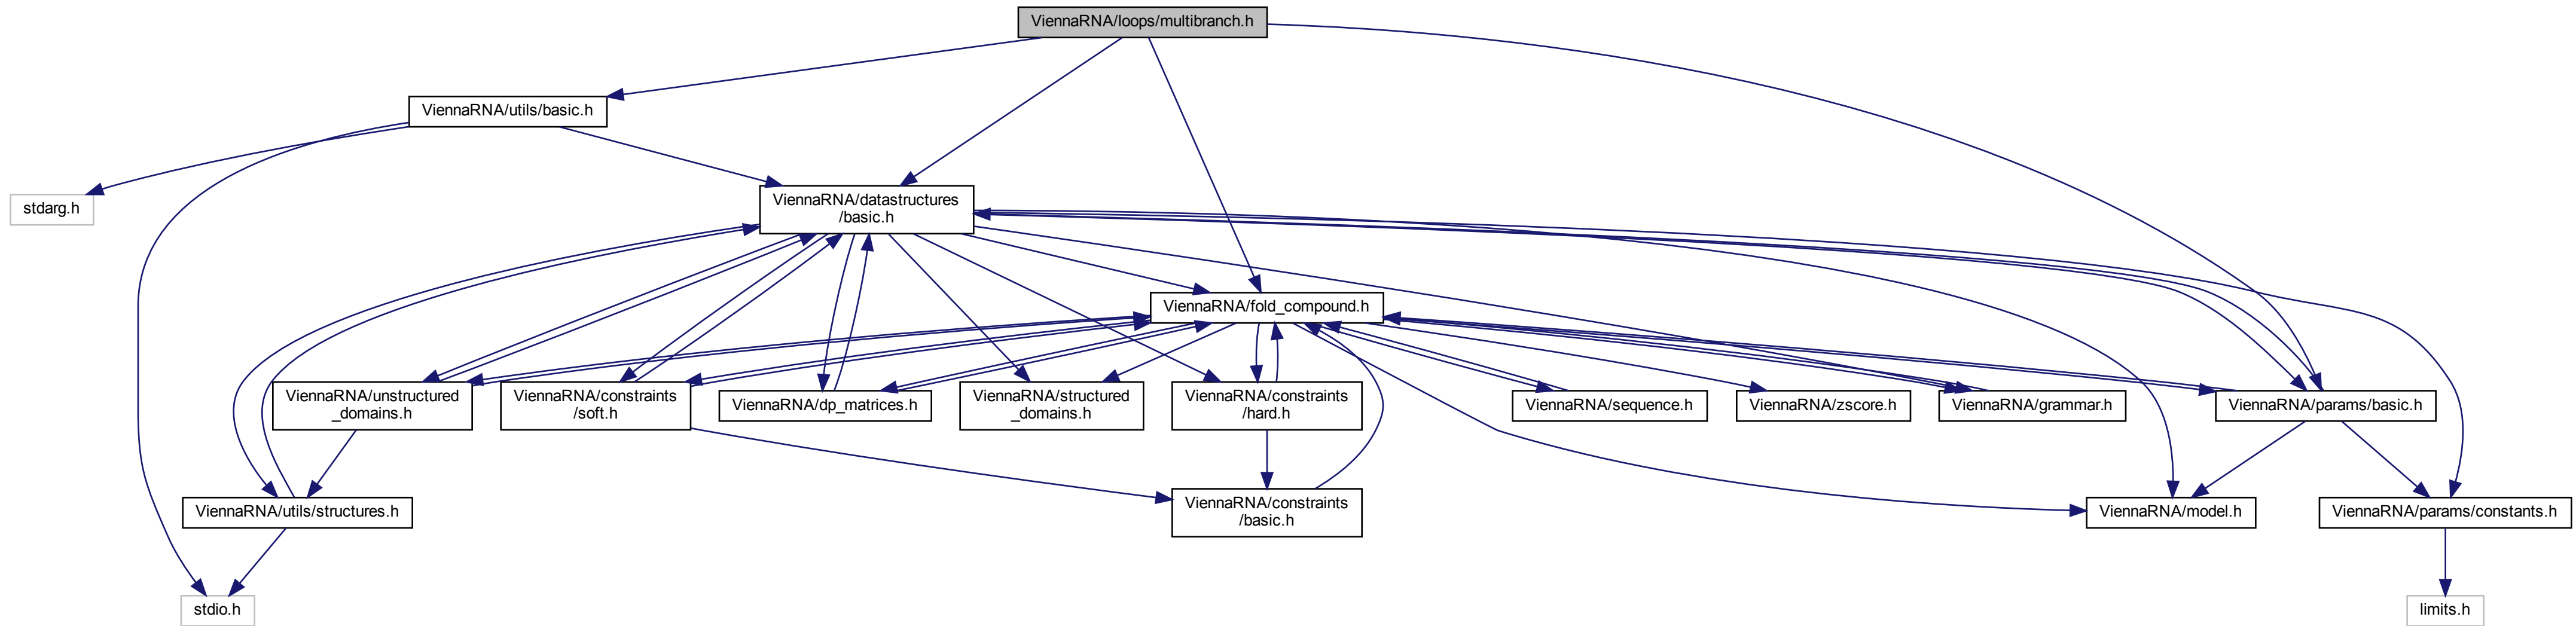 ViennaRNA/loops/multibranch.h
ViennaRNA/utils/basic.h
stdarg.h
ViennaRNA/datastructures
/basic.h
ViennaRNA/fold_compound.h
ViennaRNA/unstructured
_domains.h
ViennaRNA/constraints
/soft.h
ViennaRNA/dp_matrices.h
ViennaRNA/structured
_domains.h
ViennaRNA/constraints
/hard.h
ViennaRNA/sequence.h
ViennaRNA/zscore.h
ViennaRNA/grammar.h
ViennaRNA/params/basic.h
ViennaRNA/utils/structures.h
ViennaRNA/constraints
/basic.h
ViennaRNA/model.h
ViennaRNA/params/constants.h
stdio.h
limits.h